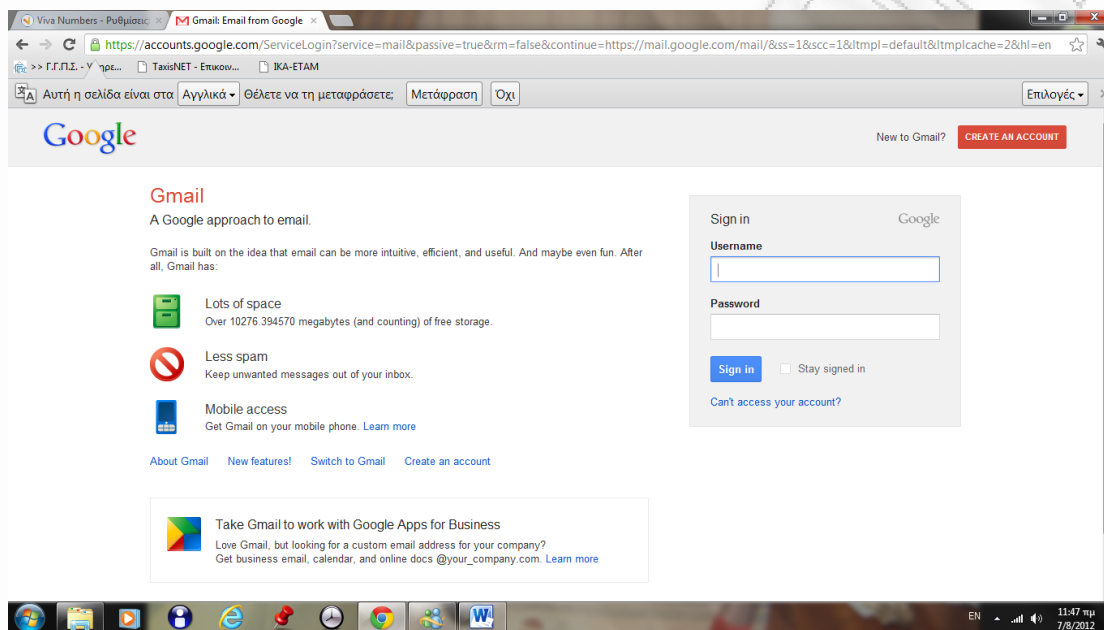 Viva Numbers - Ρυθμίσεις
Gmail: Email from Google
https://accounts.google.com/ServiceLogin?service=mail&passive=true&rm=false&continue=https://mail.google.com/mail/&ss=1&scc=1&ltmpl=default&ltmplcache=2&hl=en
>> Γ.Γ.Π.Σ. - TaxisNET - Επικοιν... IKA-ETAM
Αυτή η σελίδα είναι στα Αγγλικά Θέλετε να τη μεταφράσετε; Μετάφραση Όχι Επιλογές
Google
New to Gmail? CREATE AN ACCOUNT
Gmail
A Google approach to email.
Gmail is built on the idea that email can be more intuitive, efficient, and useful. And maybe even fun. After
all, Gmail has:
Lots of space
Over 10276.394570 megabytes (and counting) of free storage.
Less spam
Keep unwanted messages out of your inbox.
Mobile access
Get Gmail on your mobile phone. Learn more
About Gmail New features! Switch to Gmail Create an account
Take Gmail to work with Google Apps for Business
Love Gmail, but looking for a custom email address for your company?
Get business email, calendar, and online docs @your_company.com. Learn more
Sign in Google
Username
Password
Sign in Stay signed in
Can't access your account?
EN 11:47 πμ
7/8/2012